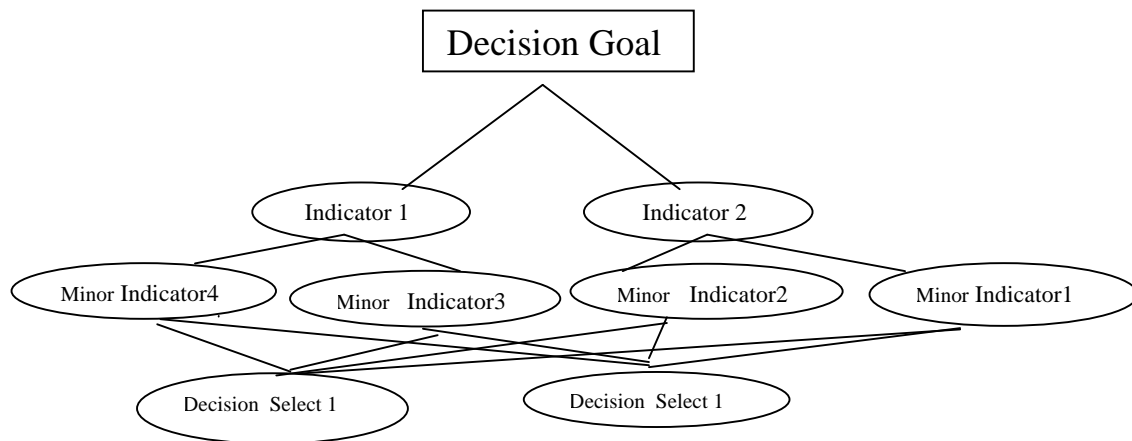 Decision Goal
Indicator 1
Indicator 2
Minor Indicator4
Minor Indicator3
Minor Indicator2
Minor Indicator1
Decision Select 1
Decision Select 1